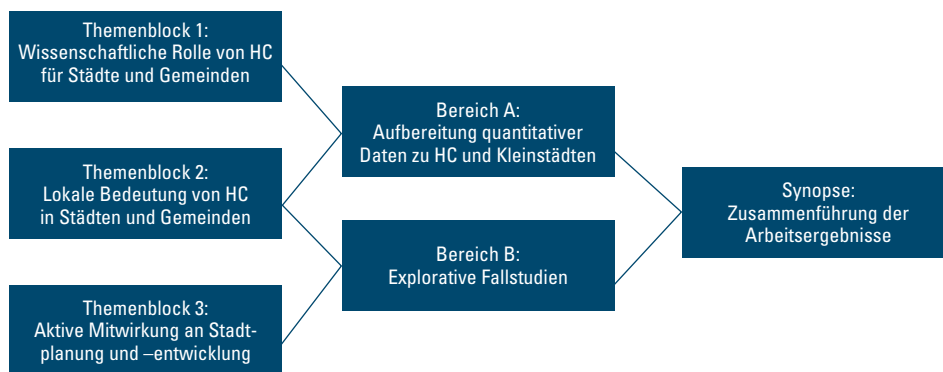 Themenblock 1:
Wissenschaftliche Rolle von HC
für Städte und Gemeinden
Themenblock 2:
Lokale Bedeutung von HC
in Städten und Gemeinden
Themenblock 3:
Aktive Mitwirkung an Stadt-
planung und –entwicklung
Bereich A:
Aufbereitung quantitativer
Daten zu HC und Kleinstädten
Bereich B:
Explorative Fallstudien
Synopse:
Zusammenführung der
Arbeitsergebnisse